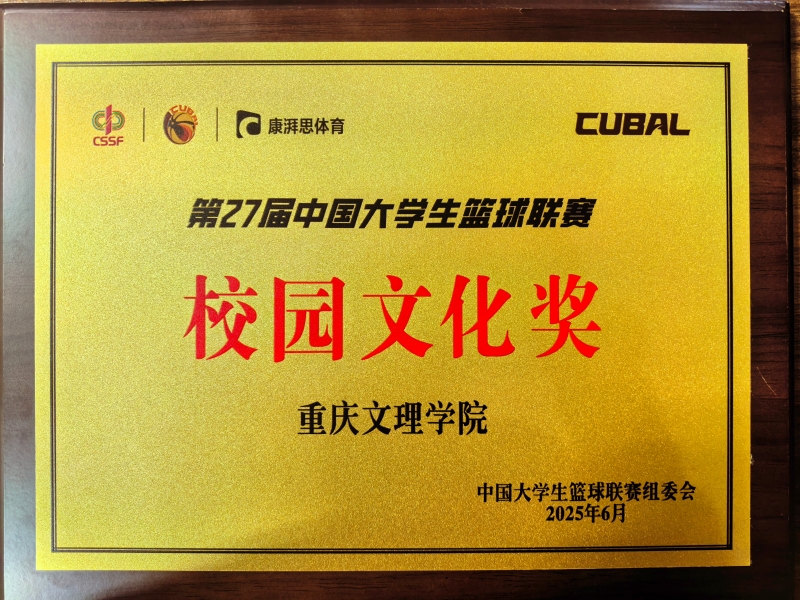 CSSF CUBAL 康湃思体育 CUBAL
第27届中国大学生篮球联赛
校园文化奖
重庆文理学院
中国大学生篮球联赛组委会
2025年6月